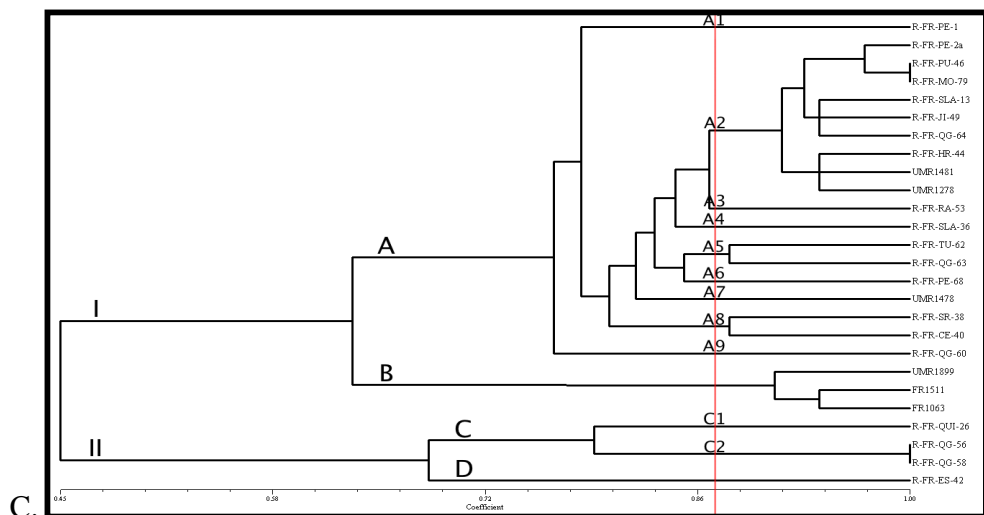 A1
R-FR-PE-1
R-FR-PE-2a
R-FR-PU-46
R-FR-MO-79
R-FR-SLA-13
R-FR-JI-49
A2
R-FR-QG-64
R-FR-HR-44
UMR1481
UMR1278
A3
R-FR-RA-53
A4
R-FR-SLA-36
A
A5
R-FR-TU-62
R-FR-QG-63
A6
R-FR-PE-68
A7
UMR1478
I
A8
R-FR-SR-38
R-FR-CE-40
A9
R-FR-QG-60
B
UMR1899
FR1511
FR1063
C1
R-FR-QUI-26
C
II
C2
R-FR-QG-56
R-FR-QG-58
D
R-FR-ES-42
0.45 0.58 0.72 0.86 1.00
Coefficient
C.